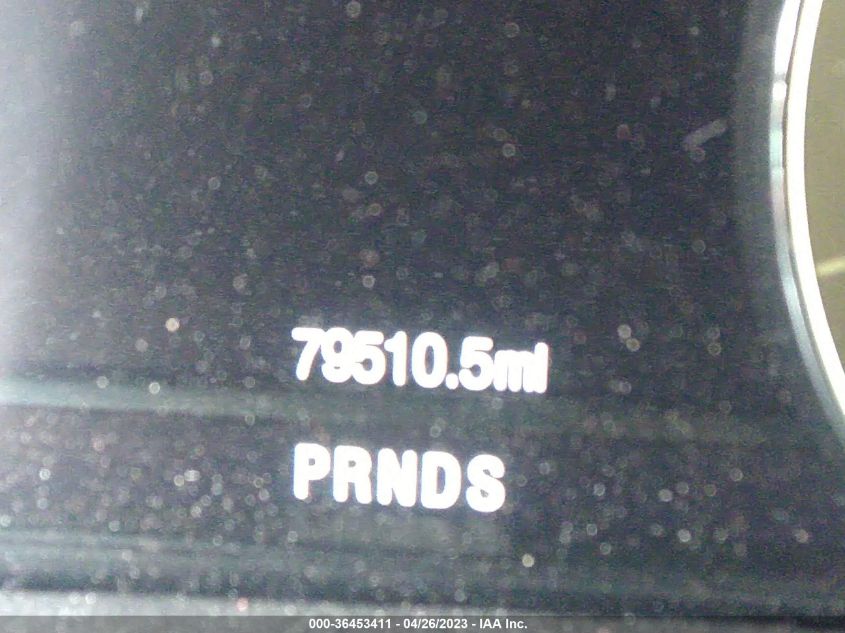 79510.5mi
PRNDS
000-36453411 - 04/26/2023 - IAA Inc.